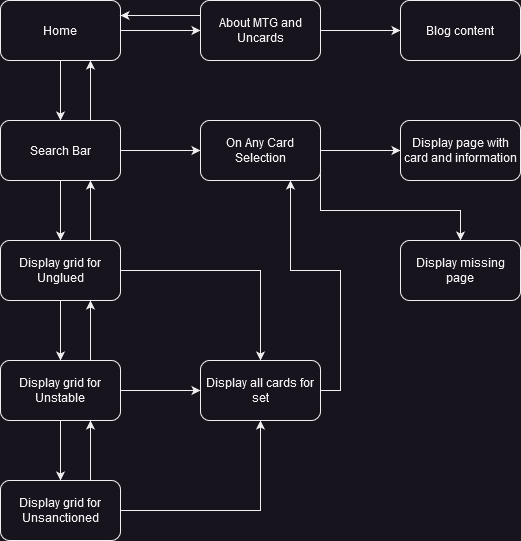 Home
About MTG and
Uncards
Blog content
Search Bar
On Any Card
Selection
Display page with
card and information
Display grid for
Unglued
Display missing
page
Display grid for
Unstable
Display all cards for
set
Display grid for
Unsanctioned